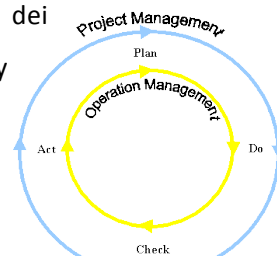 dei
Project Management
y
Plan
Operation Management
Act
Do
Check